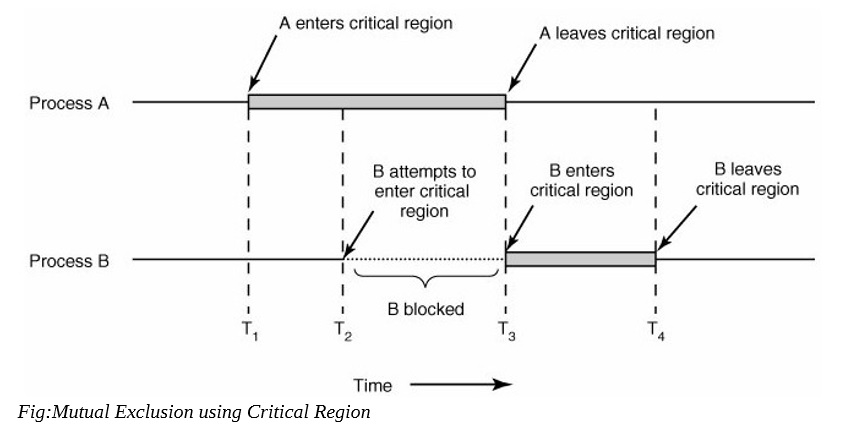 A enters critical region
A leaves critical region
Process A
B attempts to
enter critical
region
B enters
critical region
B leaves
critical region
Process B
B blocked
T1
T2
T3
T4
Time
Fig:Mutual Exclusion using Critical Region